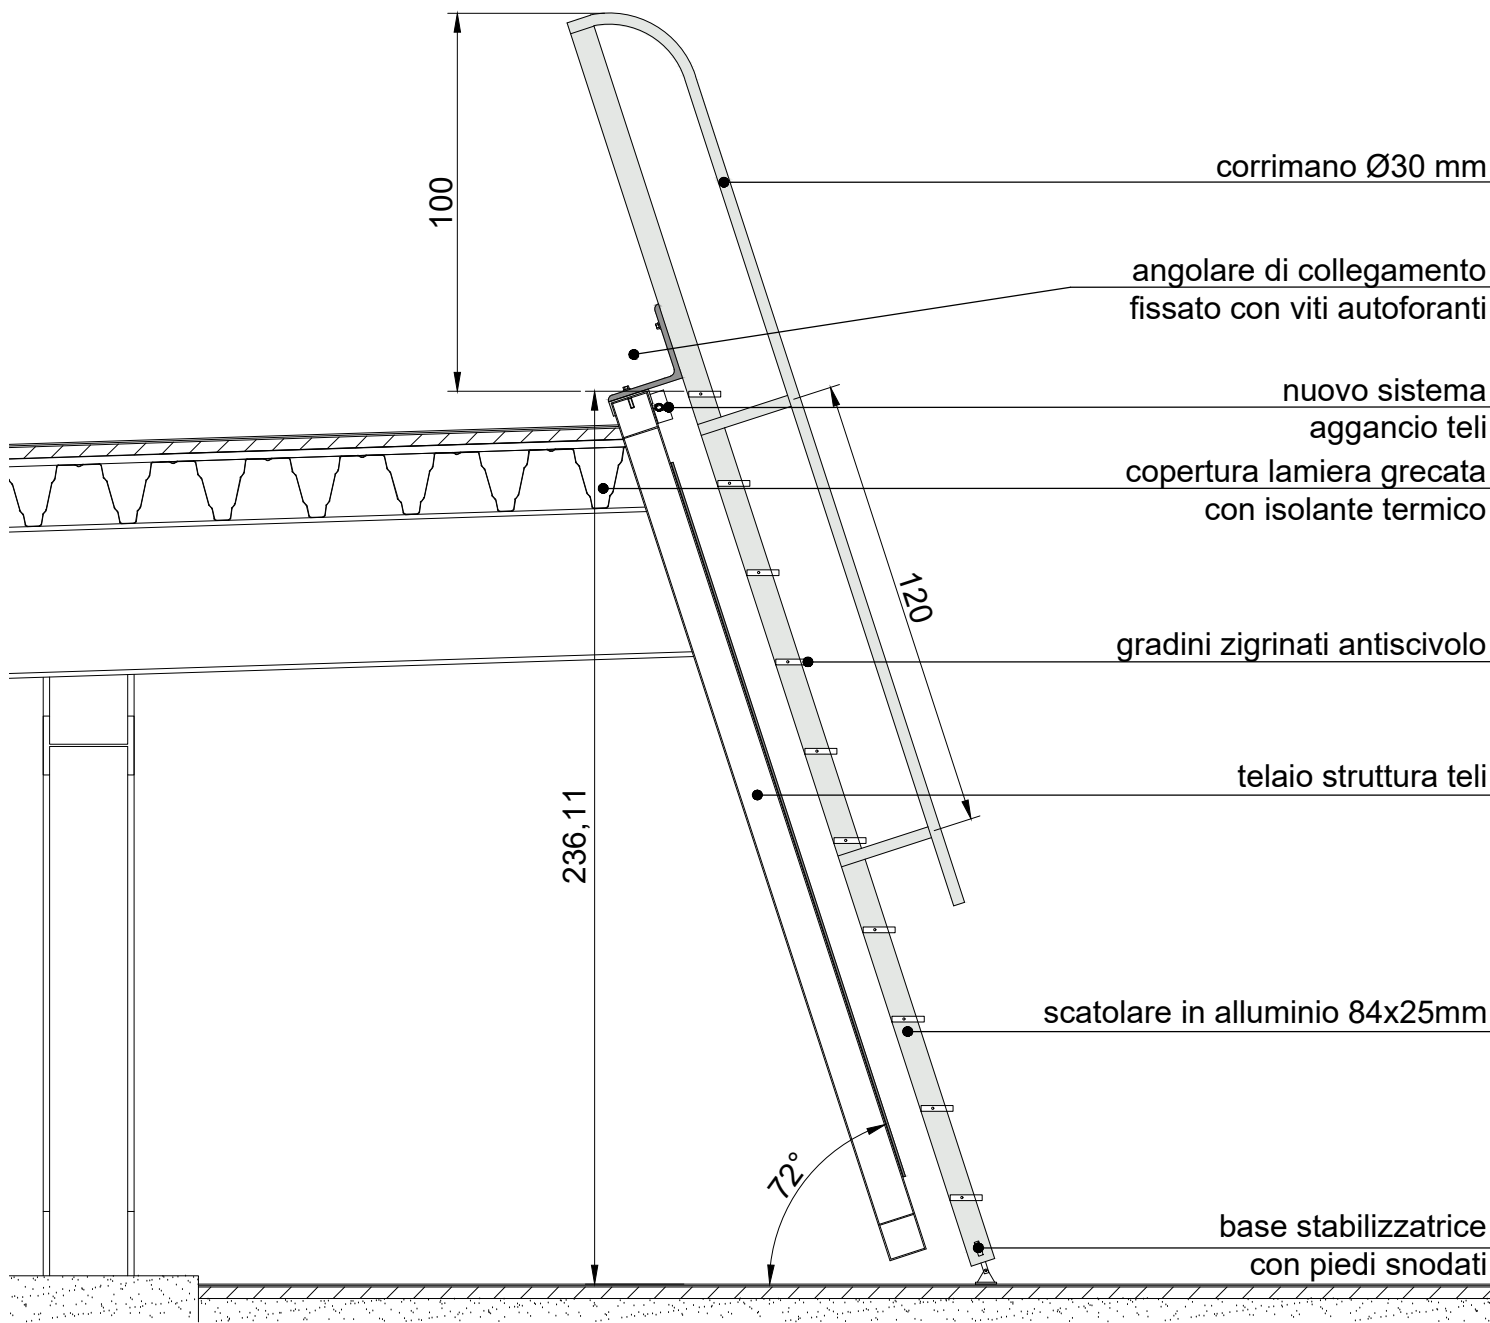 corrimano Ø30 mm
100
angolare di collegamento
fissato con viti autoforanti
nuovo sistema
aggancio teli
copertura lamiera grecata
con isolante termico
120
gradini zigrinati antiscivolo
telaio struttura teli
236,11
scatolare in alluminio 84x25mm
72°
base stabilizzatrice
con piedi snodati